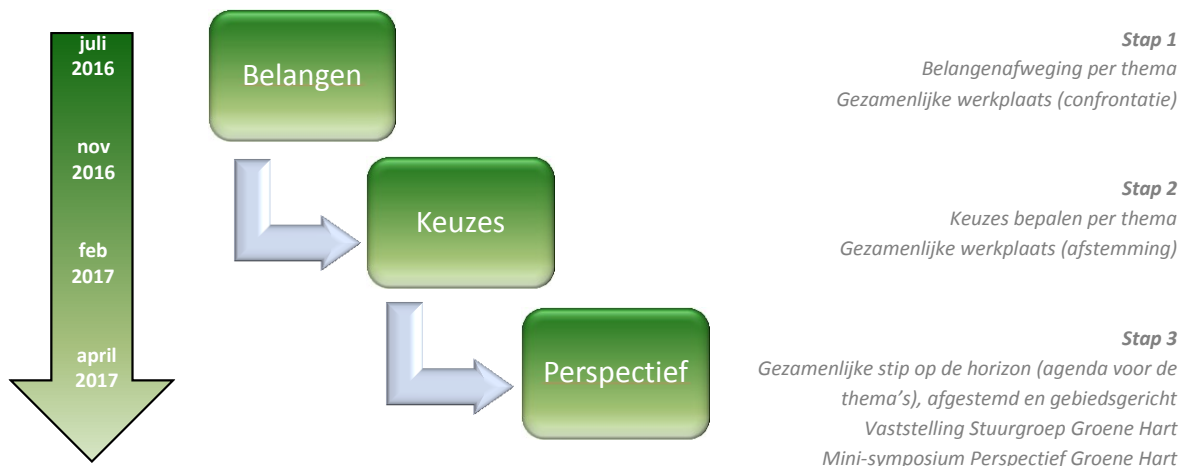 juli
2016
nov
2016
feb
2017
april
2017
Belangen
Keuzes
Perspectief
Stap 1
Belangenafweging per thema
Gezamenlijke werkplaats (confrontatie)
Stap 2
Keuzes bepalen per thema
Gezamenlijke werkplaats (afstemming)
Stap 3
Gezamenlijke stip op de horizon (agenda voor de
thema’s), afgestemd en gebiedsgericht
Vaststelling Stuurgroep Groene Hart
Mini-symposium Perspectief Groene Hart